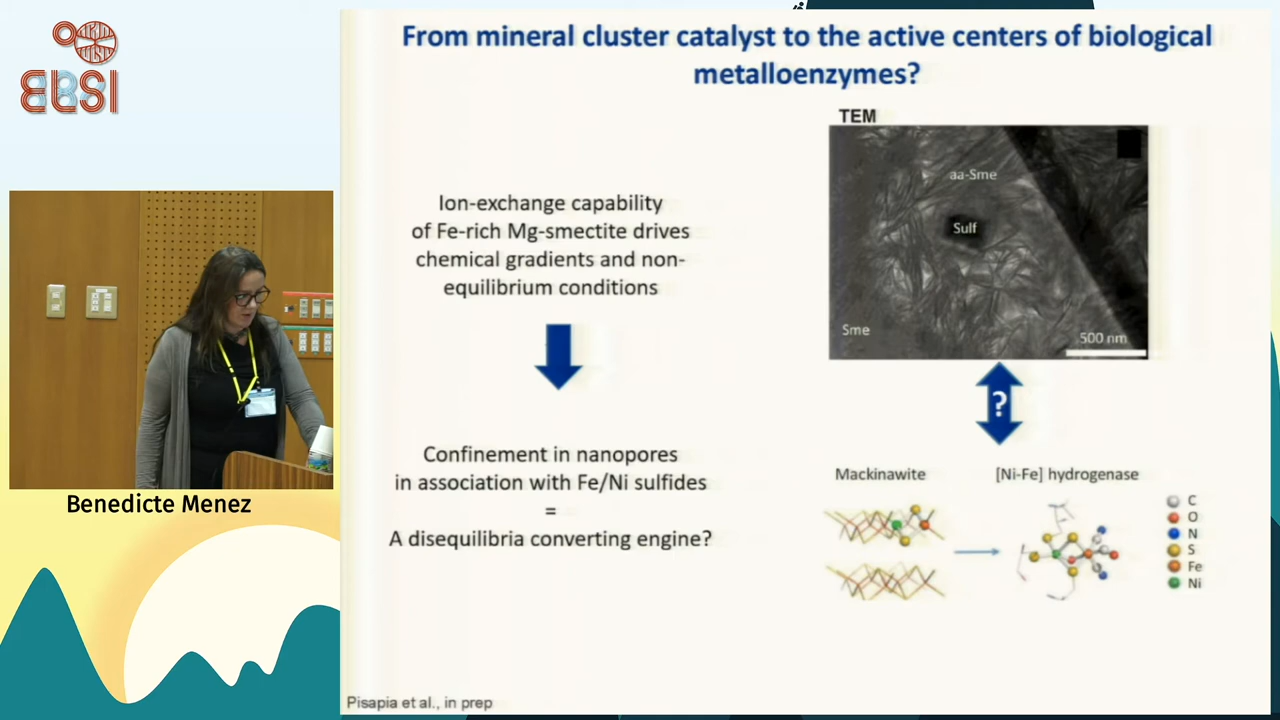 ELSI
From mineral cluster catalyst to the active centers of biological
metalloenzymes?
TEM
aa-Sme
Sulf
Sme
500 nm
Ion-exchange capability
of Fe-rich Mg-smectite drives
chemical gradients and non-
equilibrium conditions
Confinement in nanopores
in association with Fe/Ni sulfides
=
A disequilibria converting engine?
?
Mackinawite
[Ni-Fe] hydrogenase
C
O
N
S
Fe
Ni
Benedicte Menez
Pisapia et al., in prep